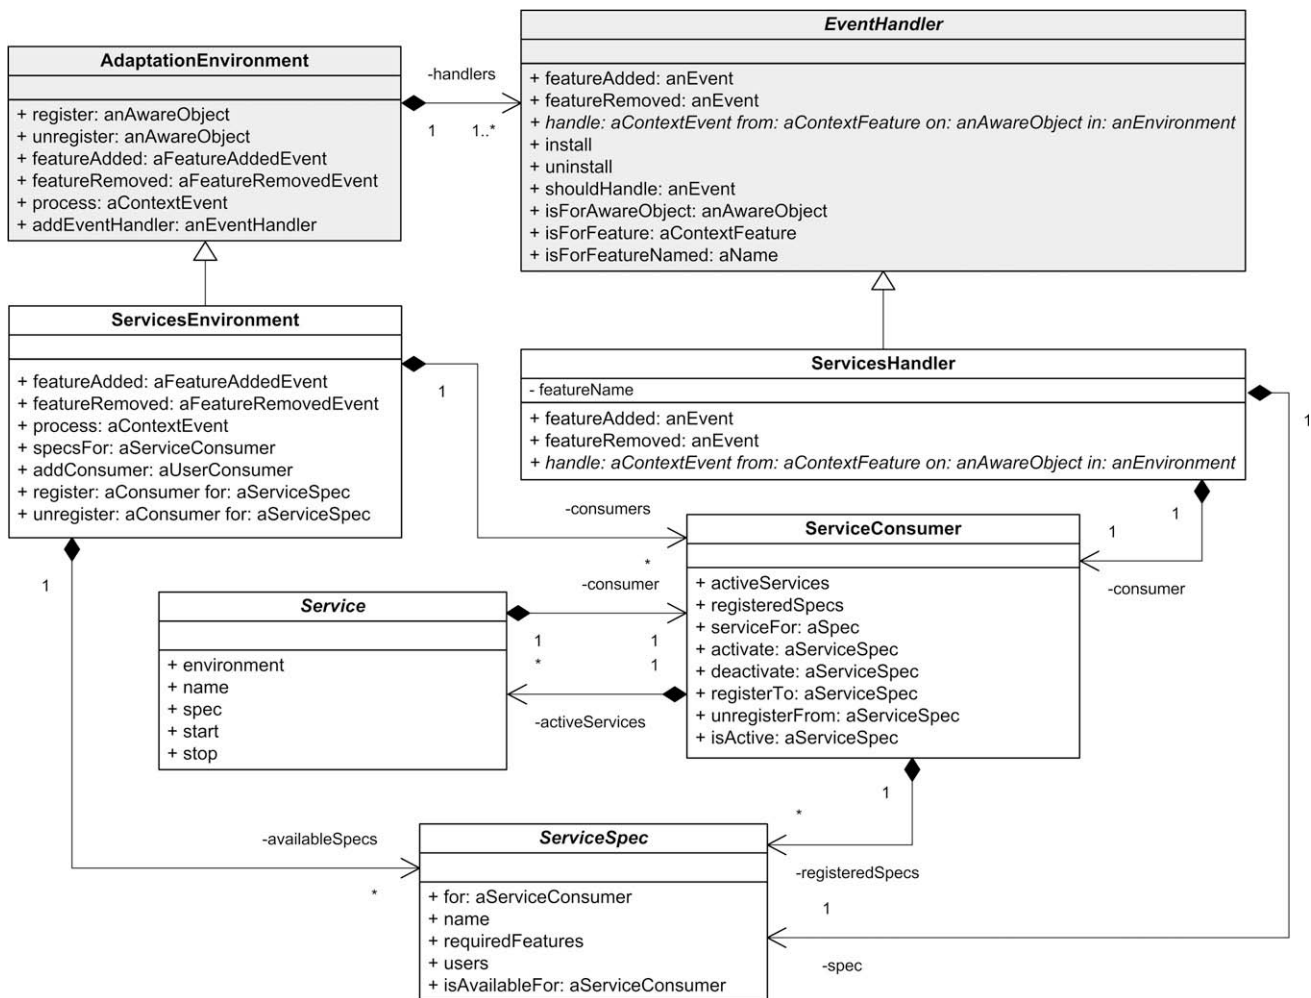 EventHandler
+ featureAdded: anEvent
+ featureRemoved: anEvent
+ handle: aContextEvent from: aContextFeature on: anAwareObject in: anEnvironment
+ install
+ uninstall
+ shouldHandle: anEvent
+ isForAwareObject: anAwareObject
+ isForFeature: aContextFeature
+ isForFeatureNamed: aName
AdaptationEnvironment
+ register: anAwareObject
+ unregister: anAwareObject
+ featureAdded: aFeatureAddedEvent
+ featureRemoved: aFeatureRemovedEvent
+ process: aContextEvent
+ addEventHandler: anEventHandler
-handlers
1
1..*
ServicesEnvironment
+ featureAdded: aFeatureAddedEvent
+ featureRemoved: aFeatureRemovedEvent
+ process: aContextEvent
+ specsFor: aServiceConsumer
+ addConsumer: aUserConsumer
+ register: aConsumer for: aServiceSpec
+ unregister: aConsumer for: aServiceSpec
1
ServicesHandler
- featureName
+ featureAdded: anEvent
+ featureRemoved: anEvent
+ handle: aContextEvent from: aContextFeature on: anAwareObject in: anEnvironment
1
1
1
-consumer
-consumers
*
ServiceConsumer
+ activeServices
+ registeredSpecs
+ serviceFor: aSpec
+ activate: aServiceSpec
+ deactivate: aServiceSpec
+ registerTo: aServiceSpec
+ unregisterFrom: aServiceSpec
+ isActive: aServiceSpec
1
-consumer
1
1
*
1
-activeServices
Service
+ environment
+ name
+ spec
+ start
+ stop
1
*
-registeredSpecs
1
-availableSpecs
*
ServiceSpec
+ for: aServiceConsumer
+ name
+ requiredFeatures
+ users
+ isAvailableFor: aServiceConsumer
1
-spec